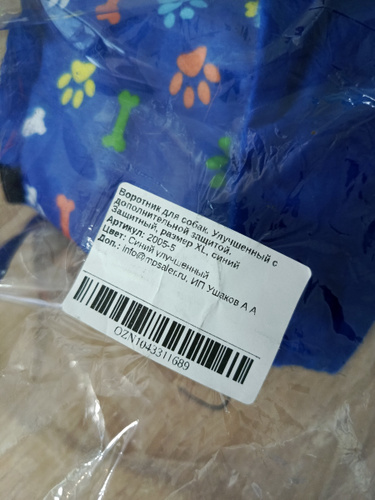 Воротник для собак. Улучшенный с
дополнительной защитой.
Защитный, размер XL, синий
Артикул: 2005-5
Цвет: Синий улучшенный
Доп.: info@mpsaler.ru, ИП Ушаков А А
OZN1043311689